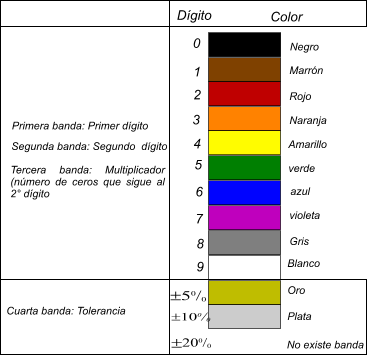 Dígito Color
0 Negro
1 Marrón
2 Rojo
3 Naranja
4 Amarillo
5 verde
6 azul
7 violeta
8 Gris
9 Blanco
Primera banda: Primer dígito
Segunda banda: Segundo dígito
Tercera banda: Multiplicador
(número de ceros que sigue al
2° dígito
Cuarta banda: Tolerancia
±5% Oro
±10% Plata
±20% No existe banda